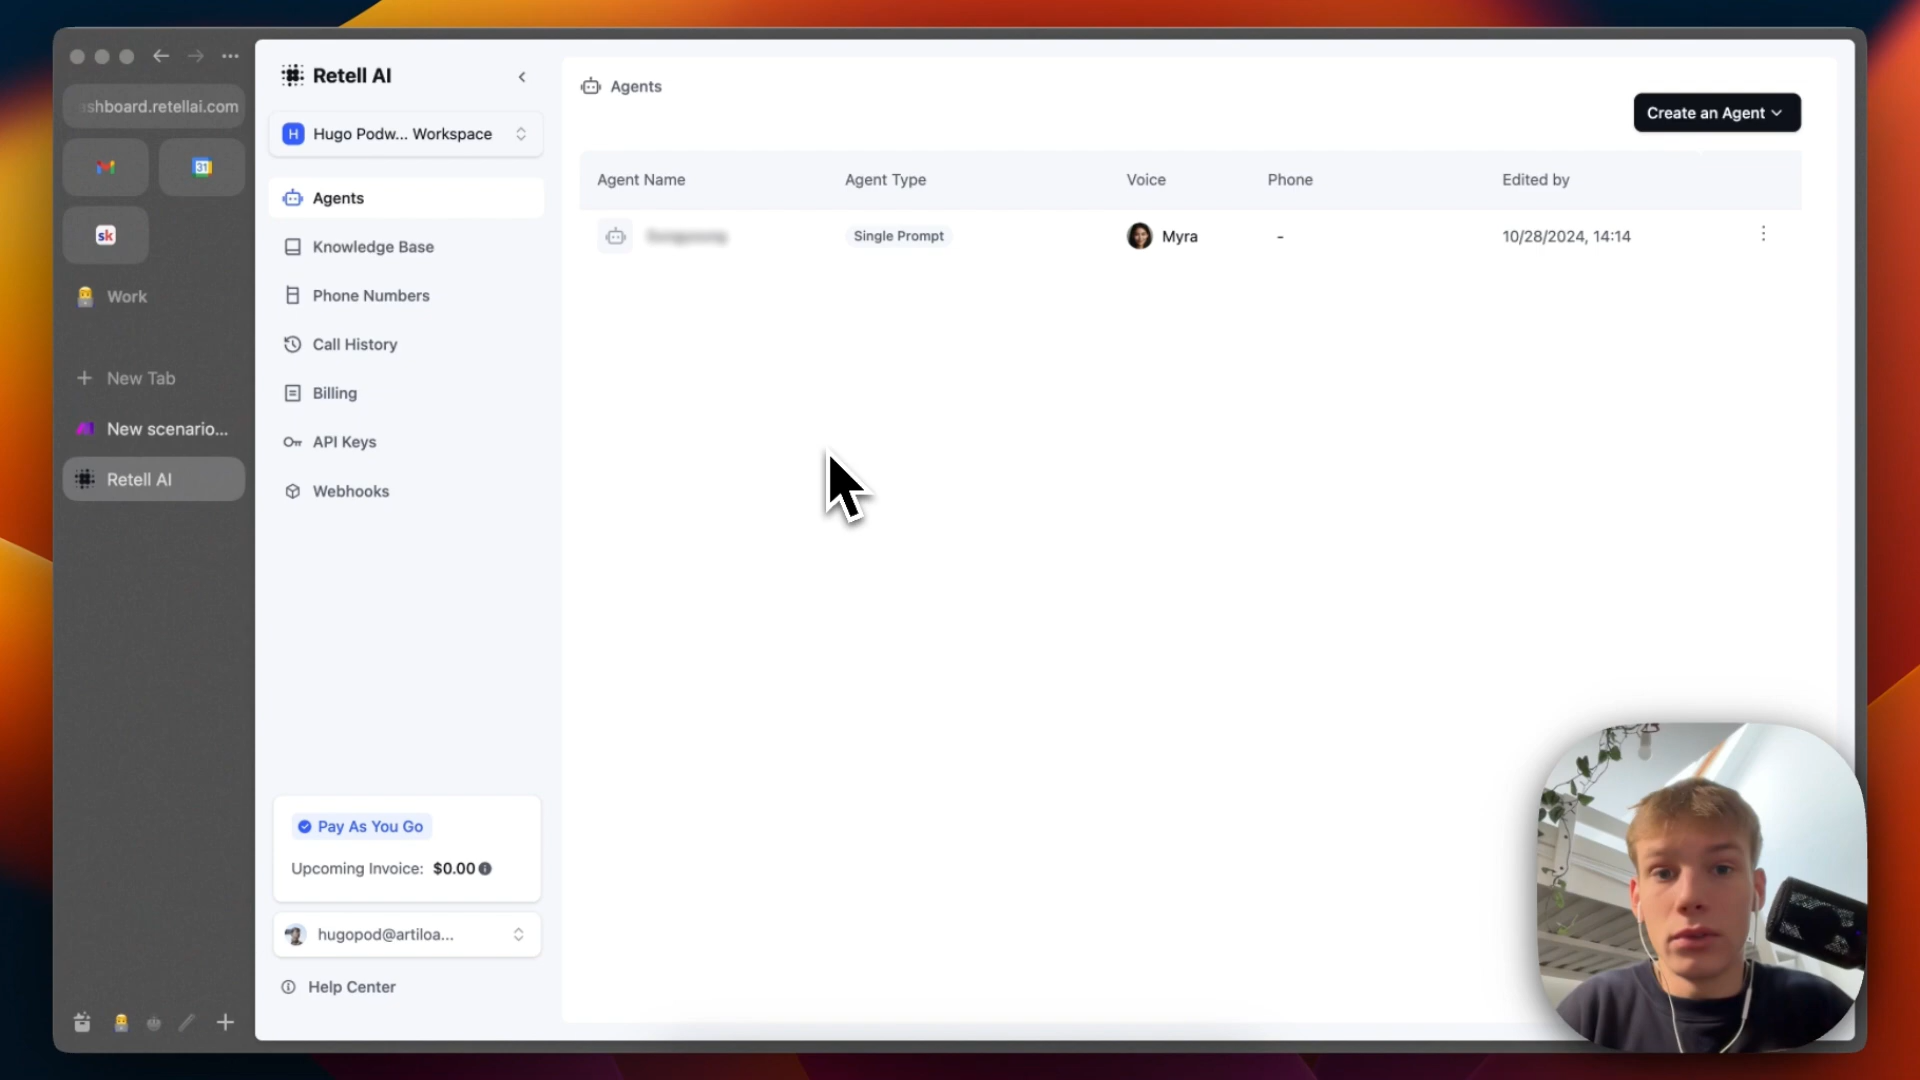 shboard.retellai.com
31
sk
Work
New Tab
New scenario...
Retell AI
Retell AI
H Hugo Podw... Workspace
Agents
Knowledge Base
Phone Numbers
Call History
Billing
API Keys
Webhooks
Pay As You Go
Upcoming Invoice: $0.00
hugopod@artiloa...
Help Center
Agents
Create an Agent
Agent Name Agent Type Voice Phone Edited by
Single Prompt Myra - 10/28/2024, 14:14